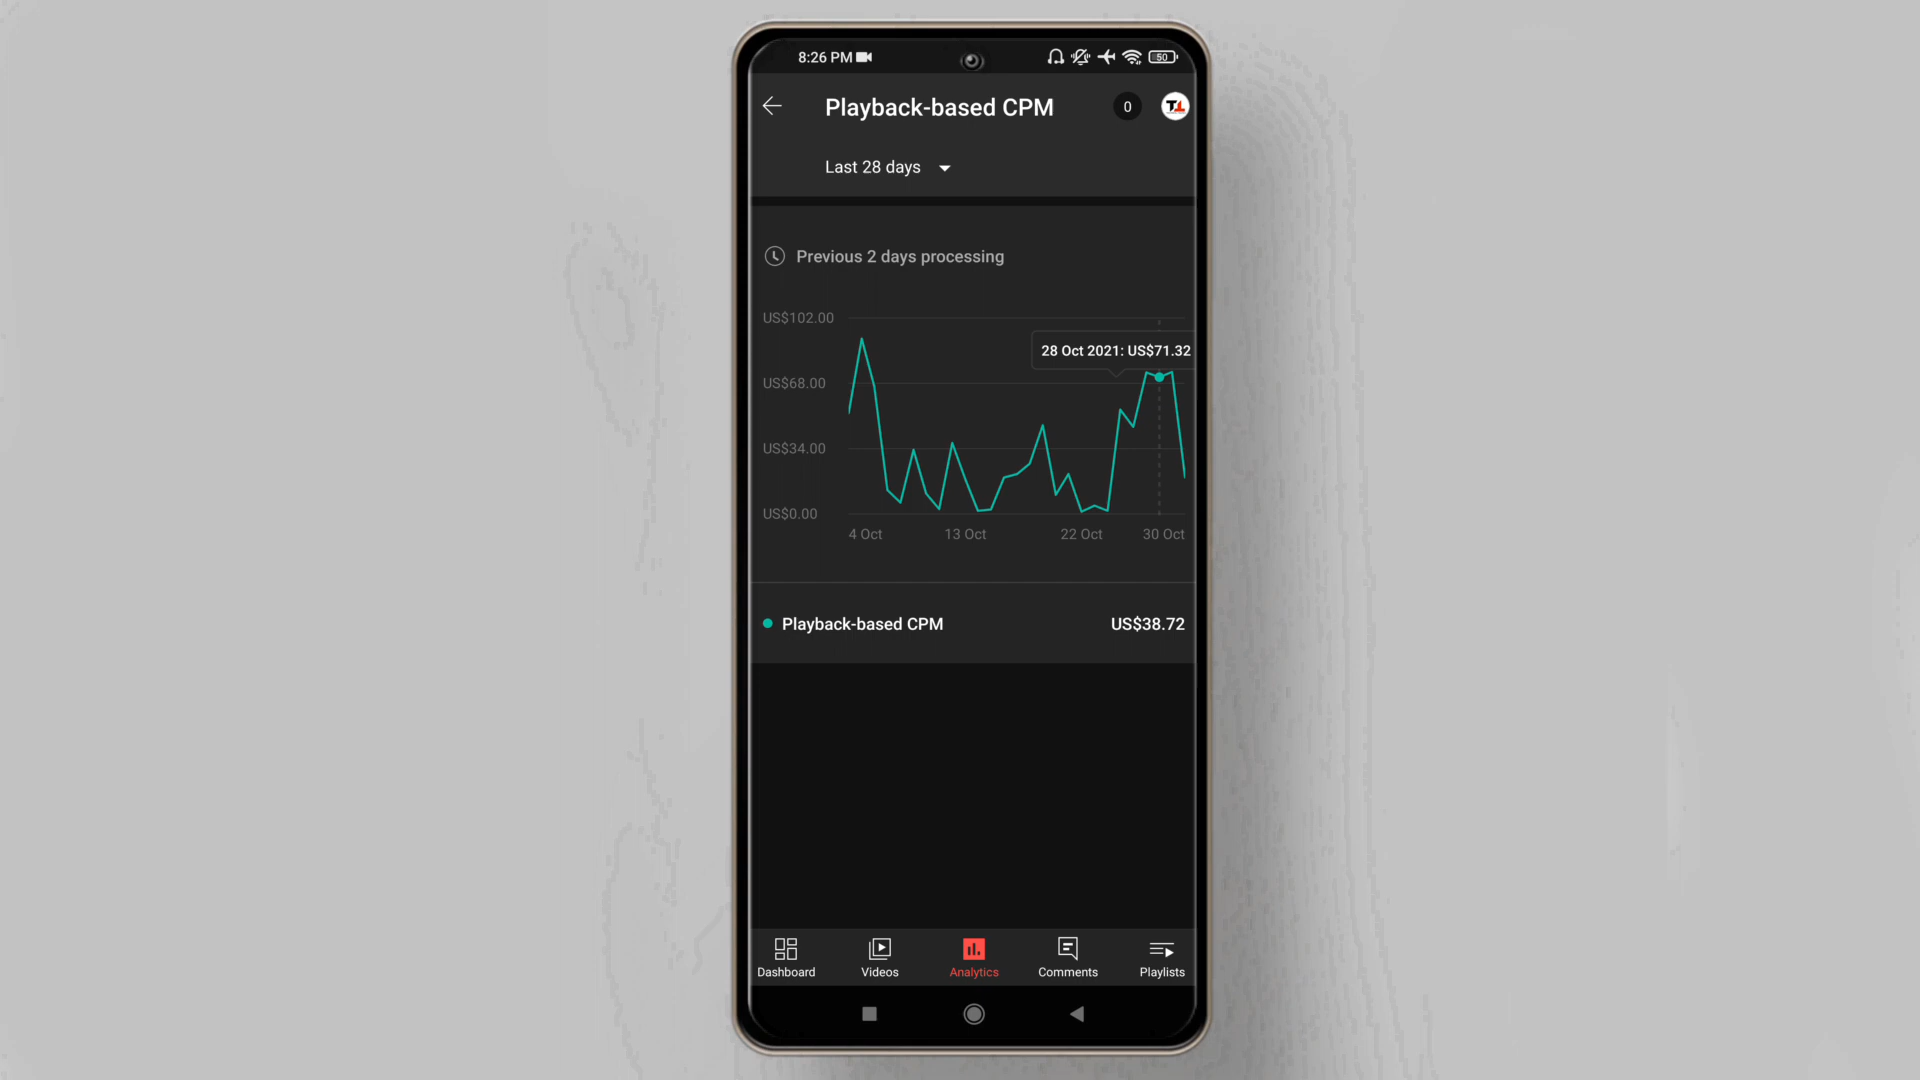 8:26 PM
50
Playback-based CPM
0
T1
Last 28 days
Previous 2 days processing
US$102.00
28 Oct 2021: US$71.32
US$68.00
US$34.00
US$0.00
4 Oct 13 Oct 22 Oct 30 Oct
Playback-based CPM US$38.72
Dashboard Videos Analytics Comments Playlists